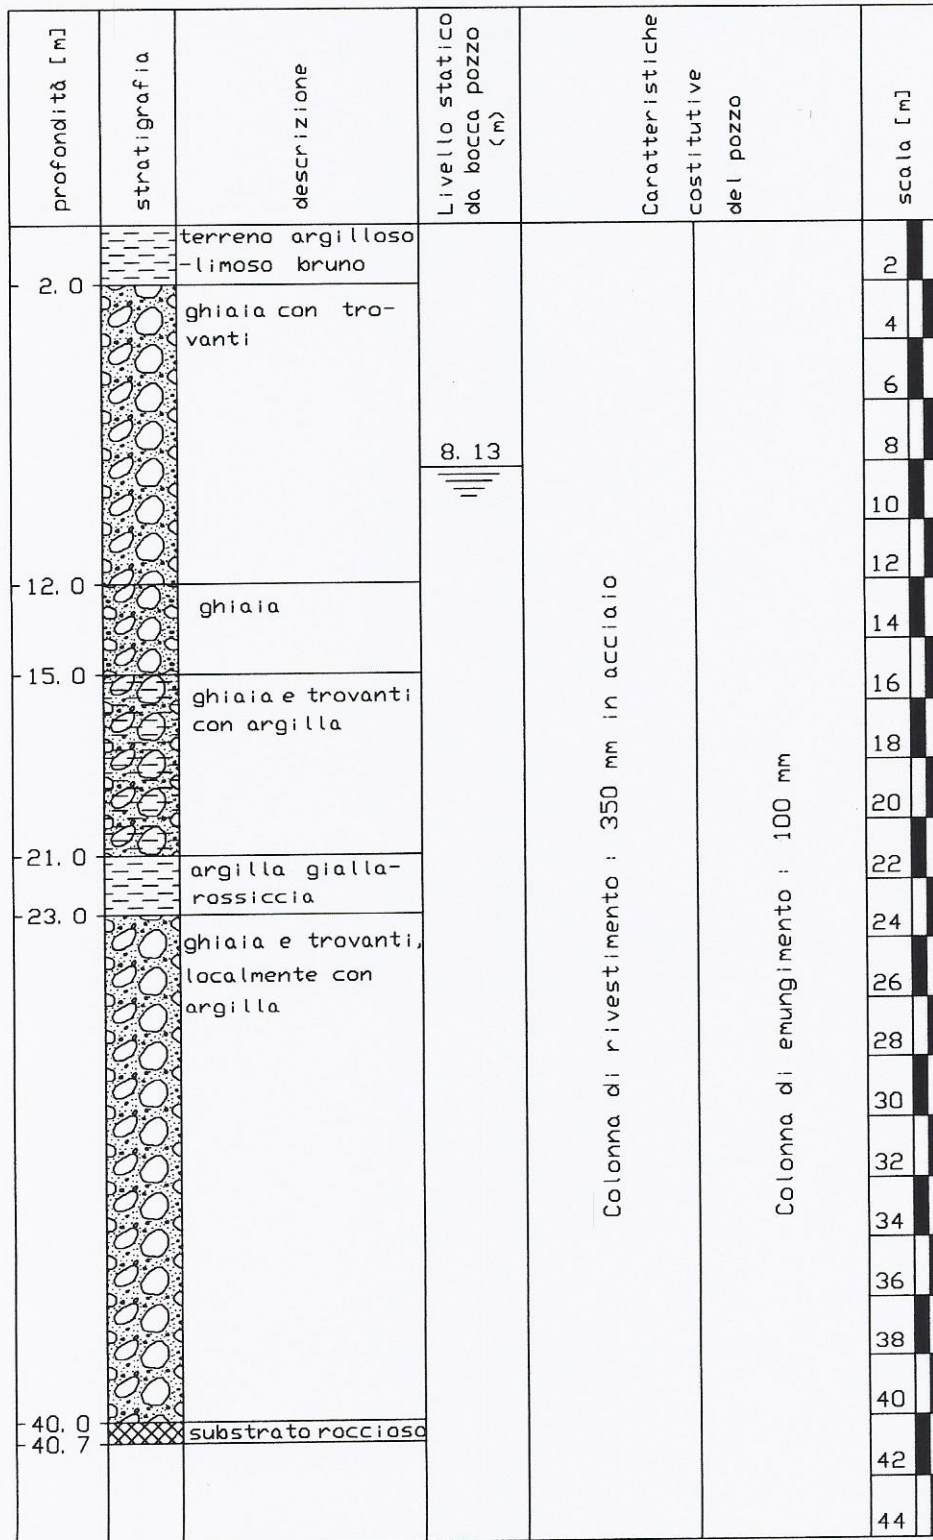 profondità [m]
stratigrafia
descrizione
Livello statico
da bocca pozzo
(m)
Caratteristiche
costitutive
del pozzo
scala [m]
terreno argilloso
-limoso bruno
2.0
ghiaia con tro-
vanti
8.13
12.0
ghiaia
15.0
ghiaia e trovanti
con argilla
21.0
argilla gialla-
rossiccia
23.0
ghiaia e trovanti,
localmente con
argilla
40.0
substrato roccioso
40.7
Colonna di rivestimento : 350 mm in acciaio
Colonna di emungimento : 100 mm
2
4
6
8
10
12
14
16
18
20
22
24
26
28
30
32
34
36
38
40
42
44